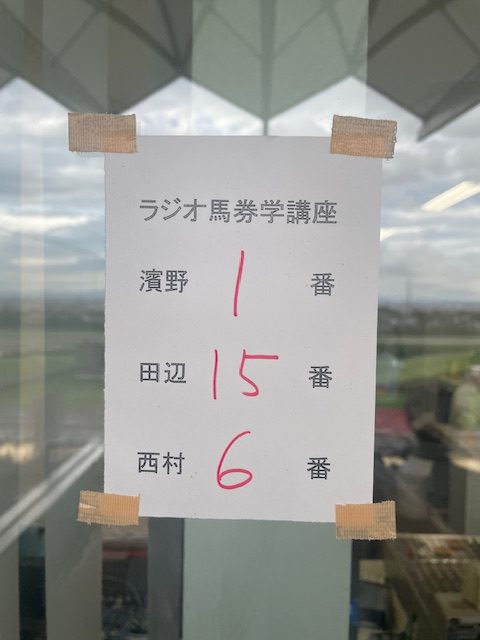 ラジオ馬券学講座
濱野 1 番
田辺 15 番
西村 6 番